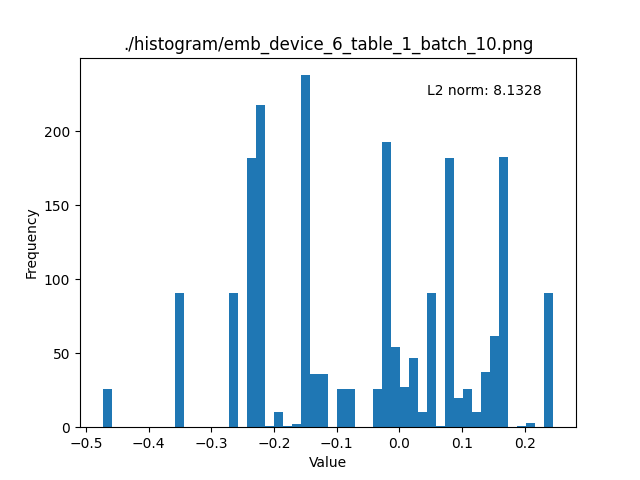 ./histogram/emb_device_6_table_1_batch_10.png
L2 norm: 8.1328
200
150
100
50
0
Frequency
−0.5 −0.4 −0.3 −0.2 −0.1 0.0 0.1 0.2
Value